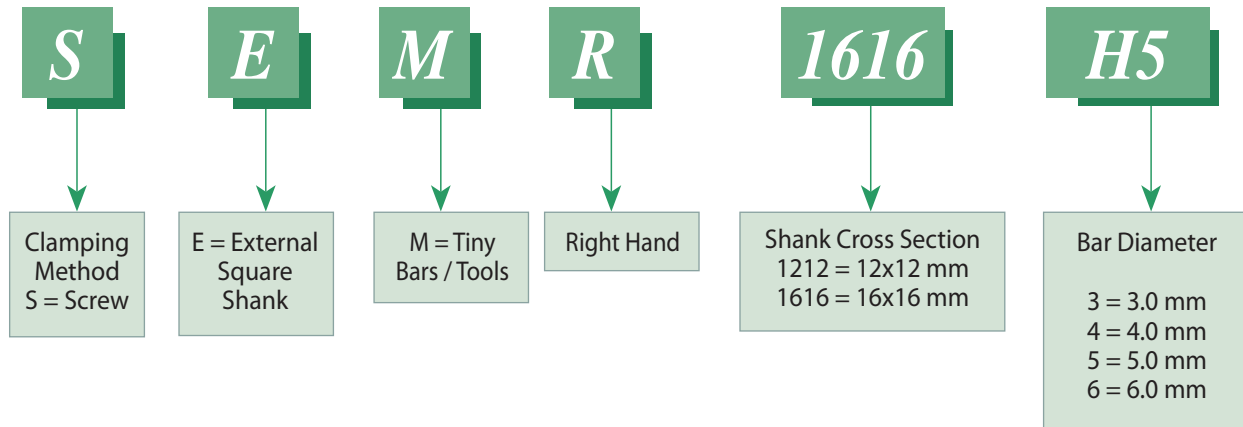 S E M R 1616 H5
Clamping
Method
S = Screw
E = External
Square
Shank
M = Tiny
Bars / Tools
Right Hand
Shank Cross Section
1212 = 12x12 mm
1616 = 16x16 mm
Bar Diameter
3 = 3.0 mm
4 = 4.0 mm
5 = 5.0 mm
6 = 6.0 mm